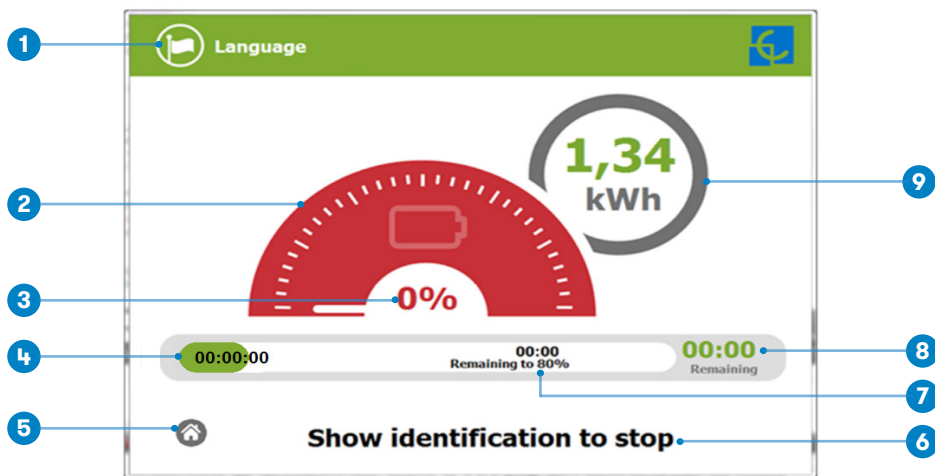 1
Language
1,34
kWh
9
2
3
0%
4
00:00:00
00:00
Remaining to 80%
00:00
Remaining
8
7
5
Show identification to stop
6